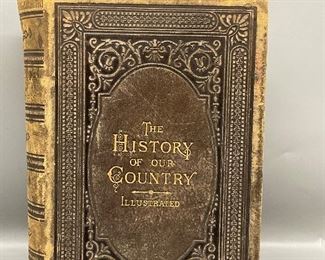 The
History
of our
Country
Illustrated